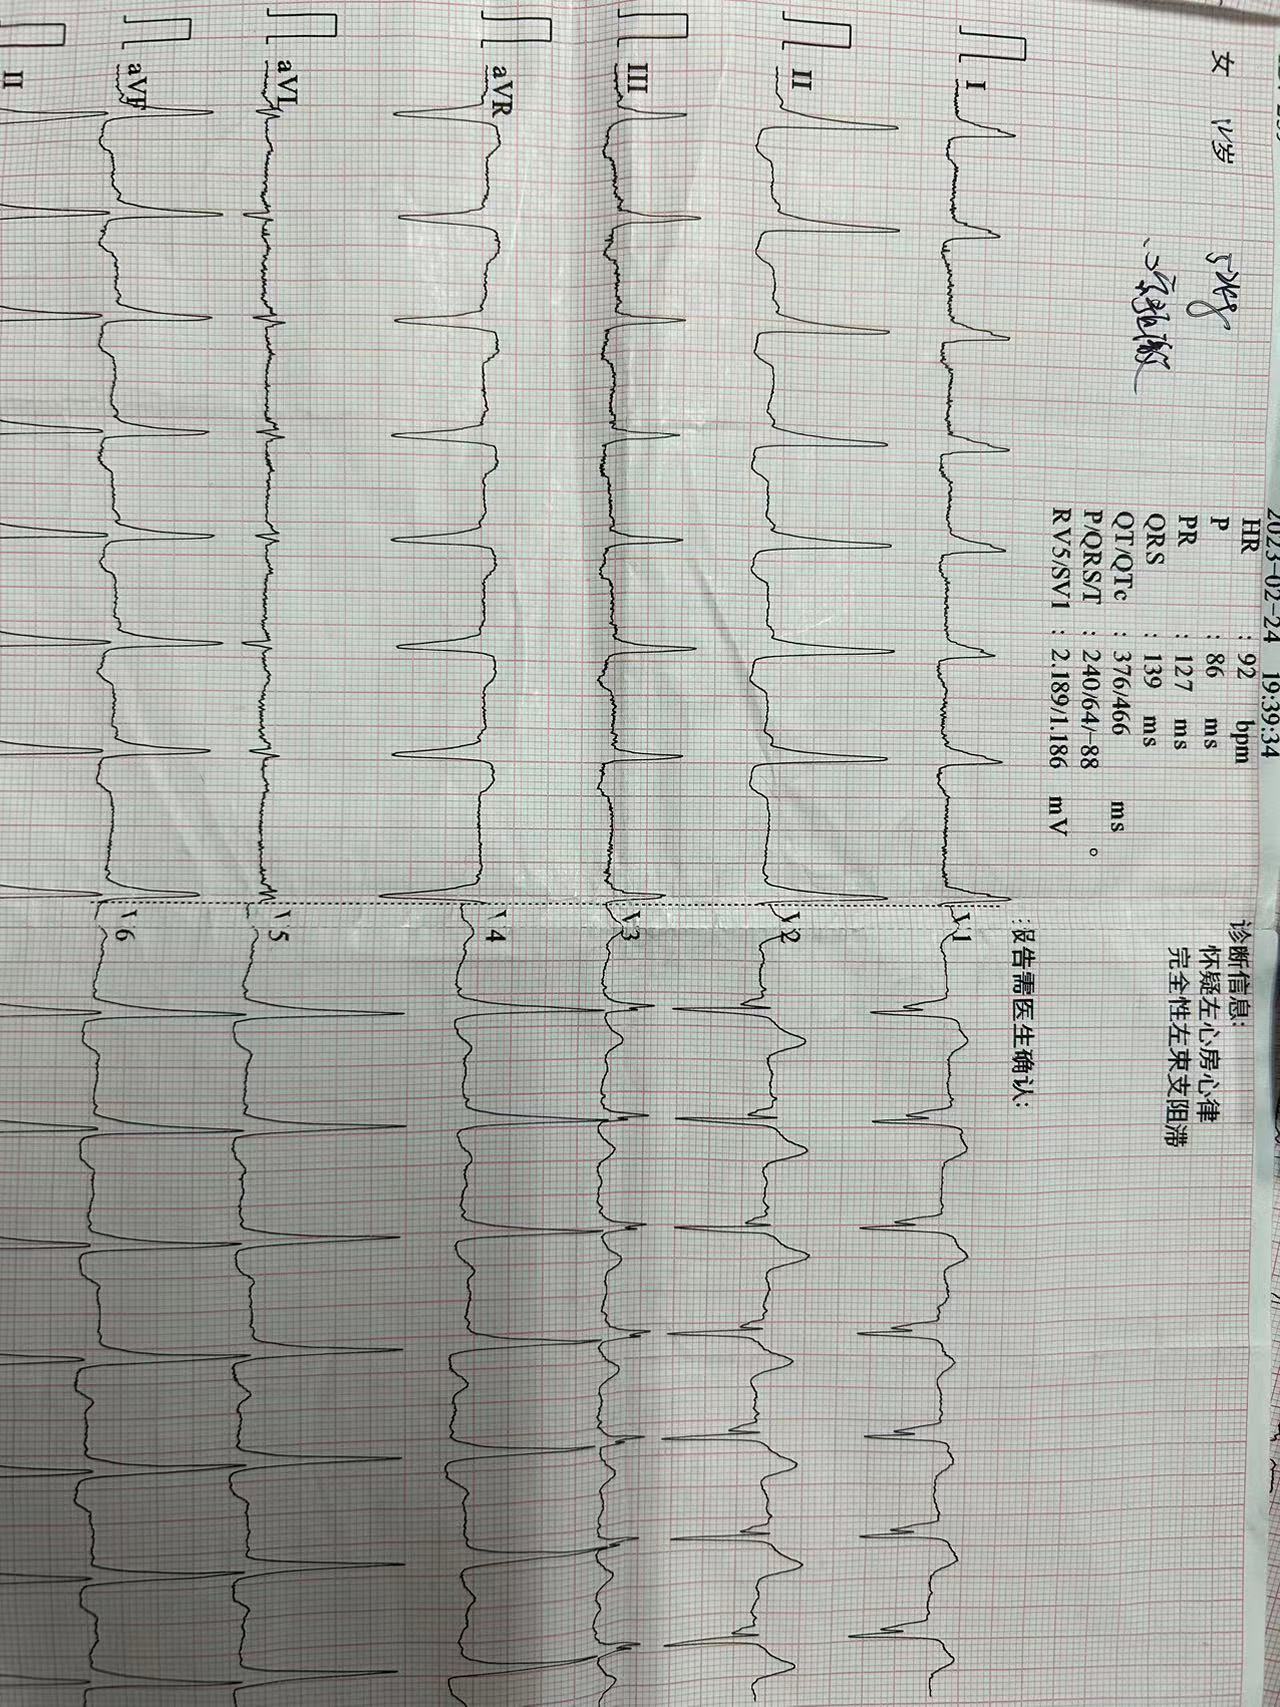 女 12岁
2023-02-24 19:39:34
HR : 92 bpm
P : 86 ms
PR : 127 ms
QRS : 139 ms
QT/QTc : 376/466 ms
P/QRS/T : 240/64/-88 °
RV5/SV1 : 2.189/1.186 mV
诊断信息:
怀疑左心房心律
完全性左束支阻滞
报告需医生确认:
I
II
III
aVR
aVL
aVF
II
V1
V2
V3
V4
V5
V6